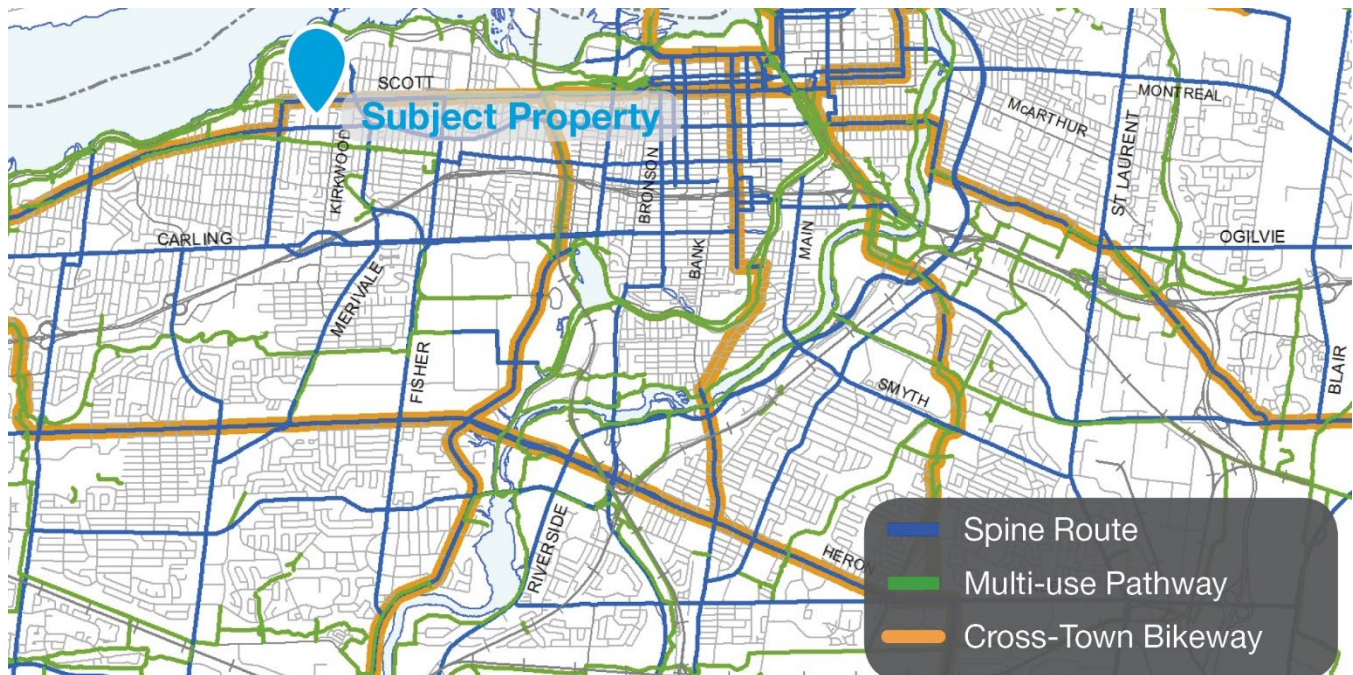 SCOTT
Subject Property
MONTREAL
McARTHUR
KIRKWOOD
BRONSON
ST LAURENT
MAIN
BANK
CARLING
OGILVIE
MERIVALE
FISHER
BLAIR
SMYTH
RIVERSIDE
HERON
Spine Route
Multi-use Pathway
Cross-Town Bikeway